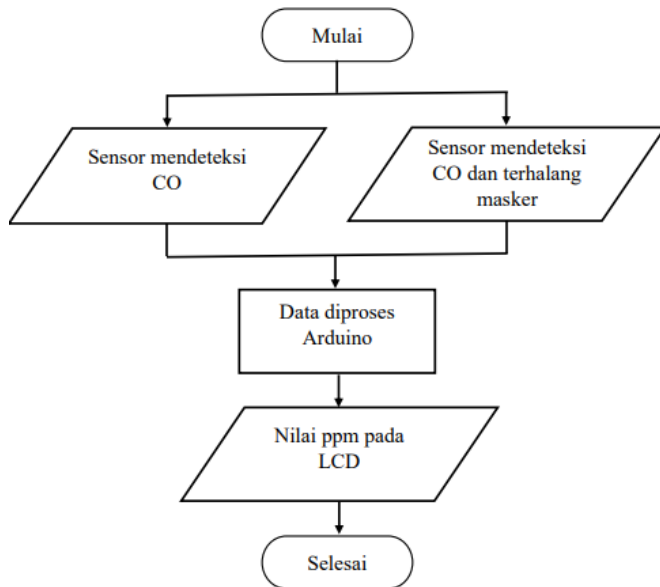 Mulai
Sensor mendeteksi
CO
Sensor mendeteksi
CO dan terhalang
masker
Data diproses
Arduino
Nilai ppm pada
LCD
Selesai